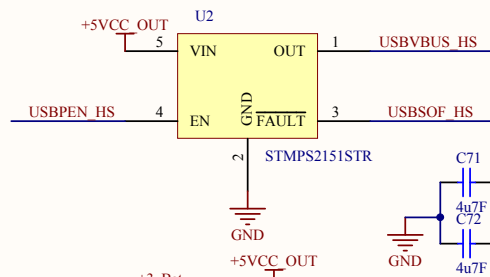 U2
+5VCC_OUT
5
VIN
OUT
1
USBVBUS_HS
USBPEN_HS
4
EN
GND
FAULT
3
USBSOF_HS
2
STMPS2151STR
GND
C71
4u7F
C72
4u7F
GND
+5VCC_OUT